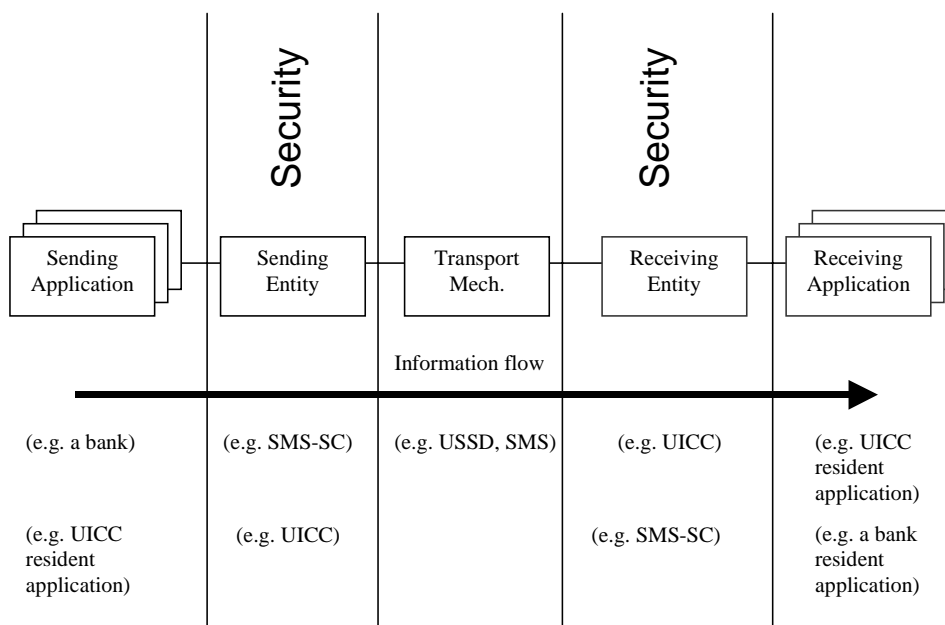 Security
Security
Sending
Application
Sending
Entity
Transport
Mech.
Receiving
Entity
Receiving
Application
Information flow
(e.g. a bank)
(e.g. SMS-SC)
(e.g. USSD, SMS)
(e.g. UICC)
(e.g. UICC
resident
application)
(e.g. UICC
resident
application)
(e.g. UICC)
(e.g. SMS-SC)
(e.g. a bank
resident
application)